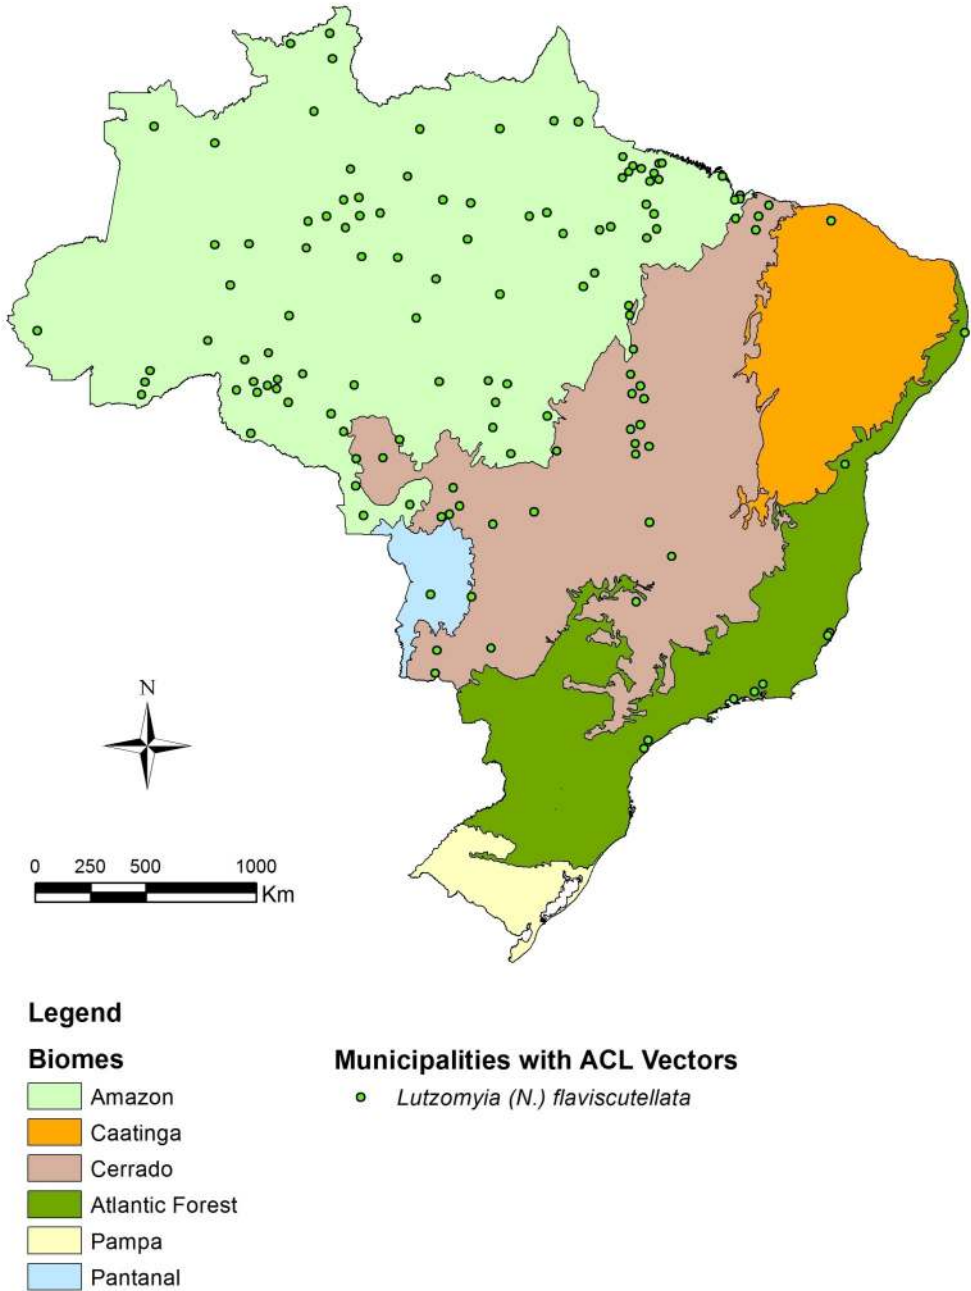 N
0 250 500 1000
Km
Legend
Biomes
Amazon
Caatinga
Cerrado
Atlantic Forest
Pampa
Pantanal
Municipalities with ACL Vectors
Lutzomyia (N.) flaviscutellata